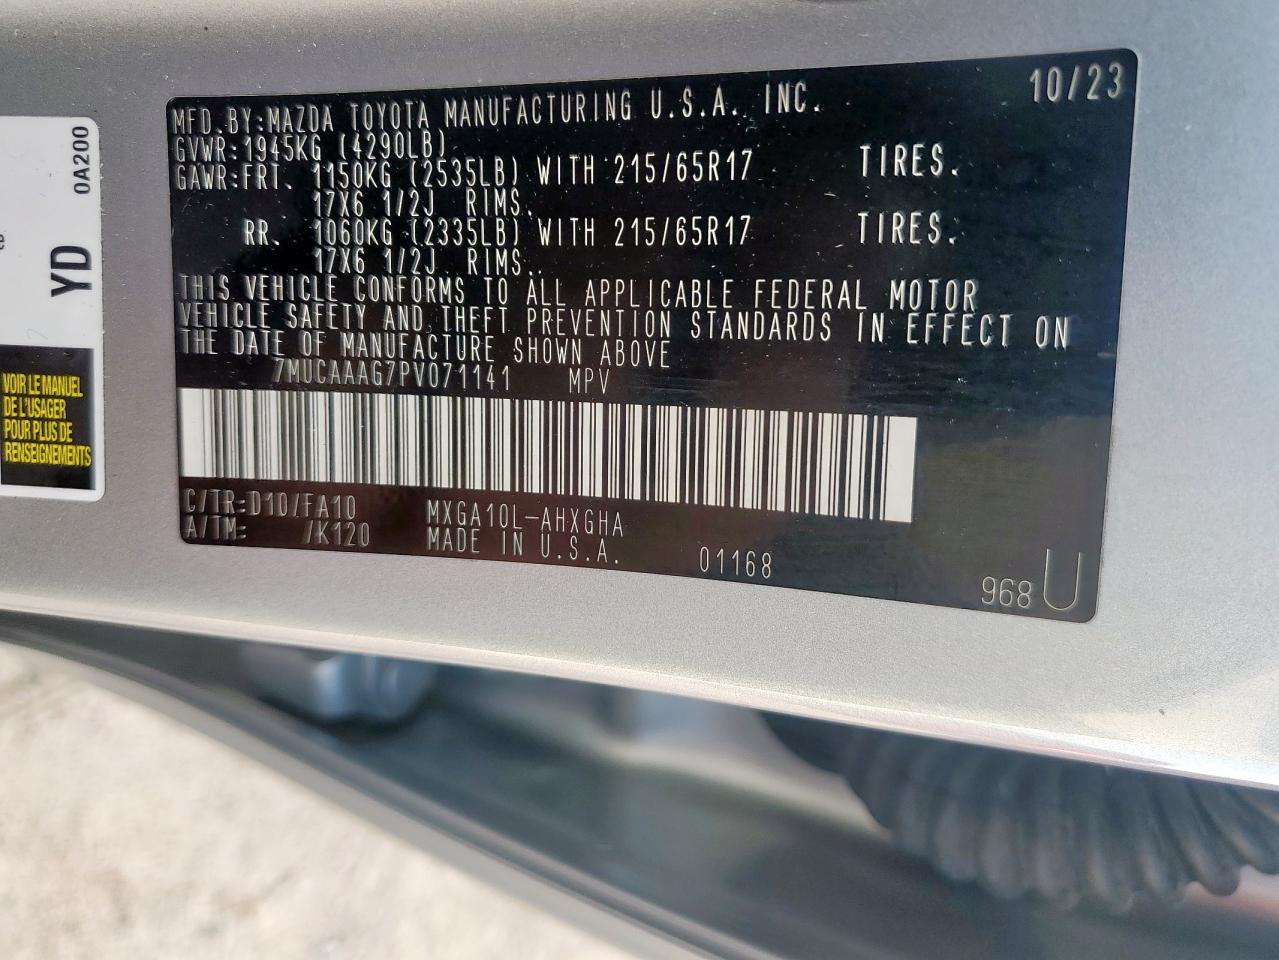 MFD.BY:MAZDA TOYOTA MANUFACTURING U.S.A. INC. 10/23
GVWR:1945KG (4290LB)
GAWR:FRT. 1150KG (2535LB) WITH 215/65R17 TIRES.
17X6 1/2J RIMS.
RR. 1060KG (2335LB) WITH 215/65R17 TIRES.
17X6 1/2J RIMS.
THIS VEHICLE CONFORMS TO ALL APPLICABLE FEDERAL MOTOR
VEHICLE SAFETY AND THEFT PREVENTION STANDARDS IN EFFECT ON
THE DATE OF MANUFACTURE SHOWN ABOVE
7MUCAAAG7PV071141 MPV
C/TR:D10/FA10 MXGA10L-AHXGHA
A/TM: /K120 MADE IN U.S.A. 01168
968 U
0A200
YD
VOIR LE MANUEL
DE L'USAGER
POUR PLUS DE
RENSEIGNEMENTS